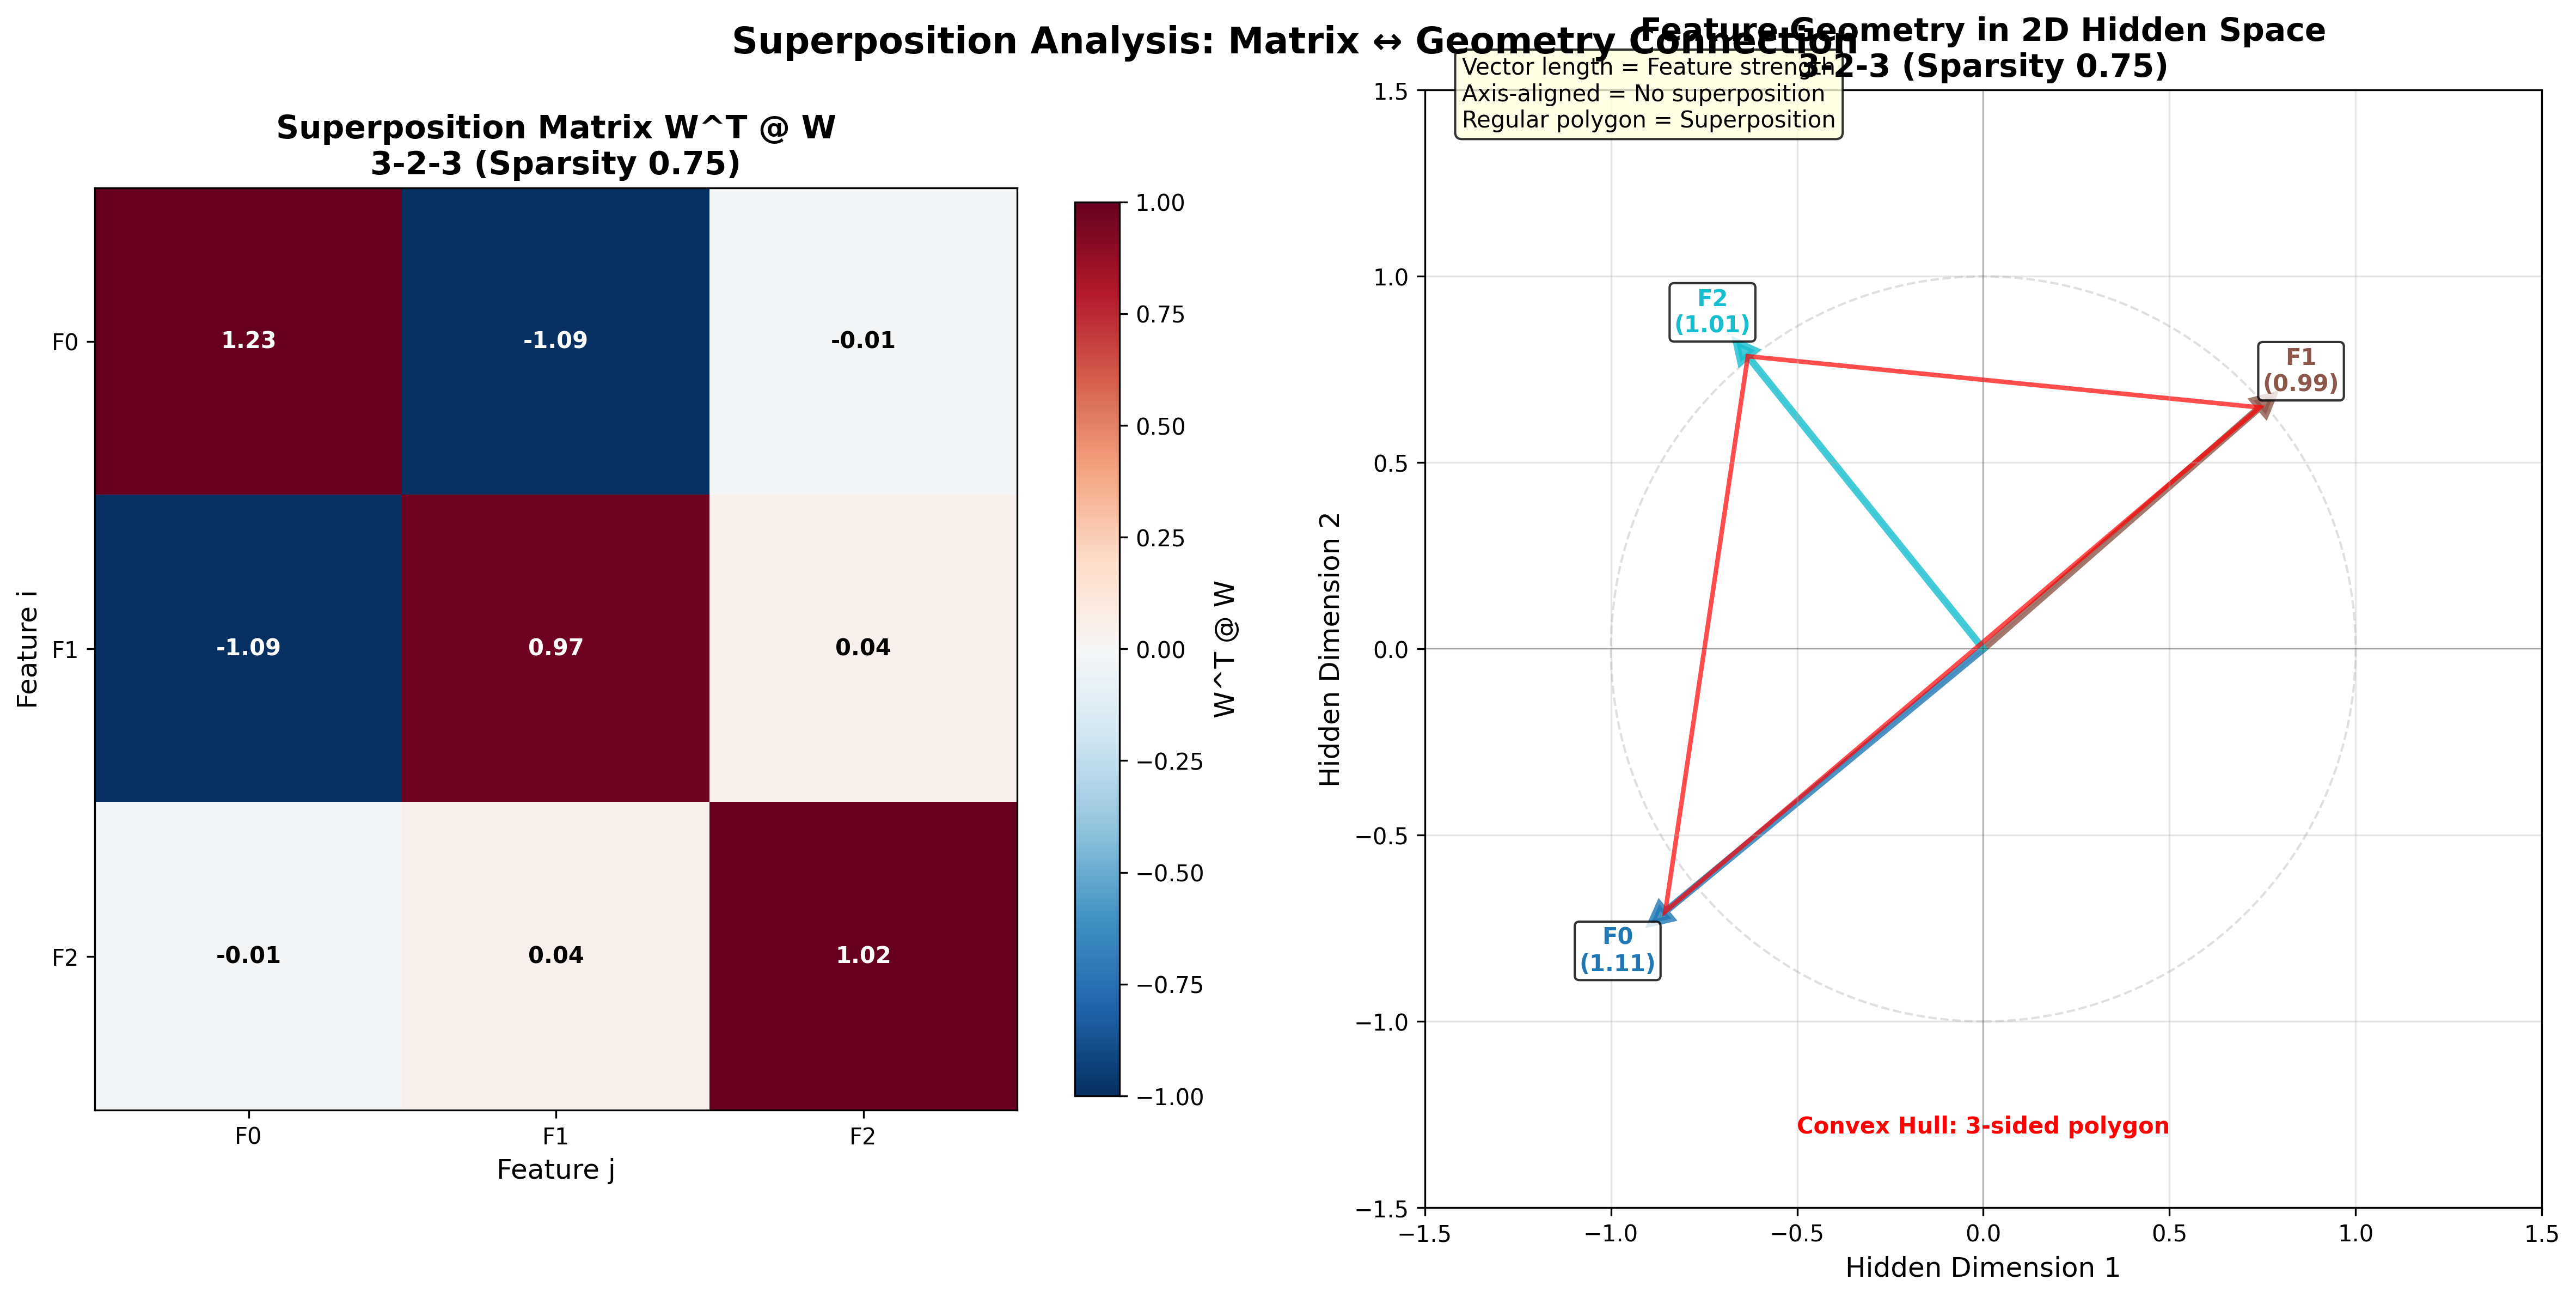 Superposition Analysis: Matrix ↔ Geometry Connection
Superposition Matrix W^T @ W
3-2-3 (Sparsity 0.75)
F0
F1
F2
Feature i
1.23
-1.09
-0.01
-1.09
0.97
0.04
-0.01
0.04
1.02
F0
F1
F2
Feature j
1.00
0.75
0.50
0.25
0.00
−0.25
−0.50
−0.75
−1.00
W^T @ W
Feature Geometry in 2D Hidden Space
3-2-3 (Sparsity 0.75)
Vector length = Feature strength
Axis-aligned = No superposition
Regular polygon = Superposition
1.5
1.0
0.5
0.0
−0.5
−1.0
−1.5
Hidden Dimension 2
F2
(1.01)
F1
(0.99)
F0
(1.11)
Convex Hull: 3-sided polygon
−1.5
−1.0
−0.5
0.0
0.5
1.0
1.5
Hidden Dimension 1